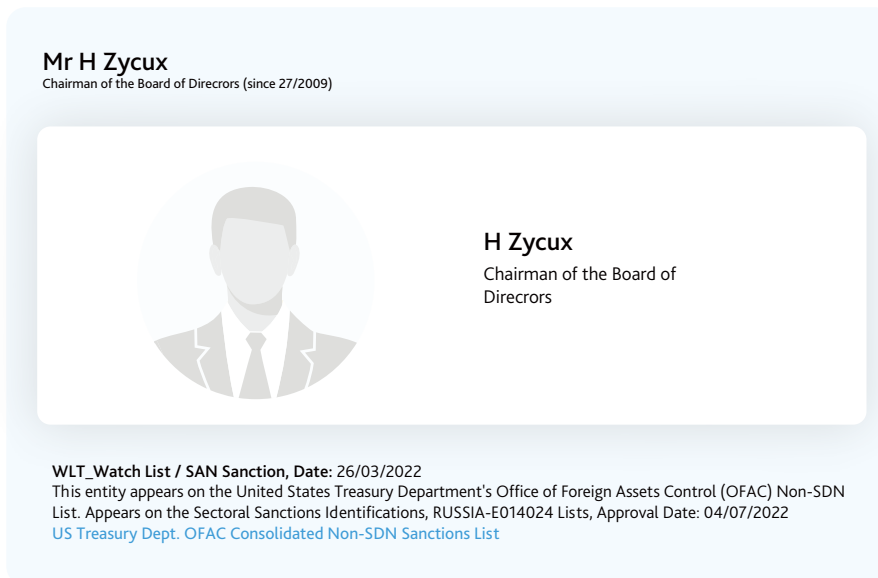 Mr H Zycux
Chairman of the Board of Direcrors (since 27/2009)
H Zycux
Chairman of the Board of
Direcrors
WLT_Watch List / SAN Sanction, Date: 26/03/2022
This entity appears on the United States Treasury Department's Office of Foreign Assets Control (OFAC) Non-SDN
List. Appears on the Sectoral Sanctions Identifications, RUSSIA-E014024 Lists, Approval Date: 04/07/2022
US Treasury Dept. OFAC Consolidated Non-SDN Sanctions List